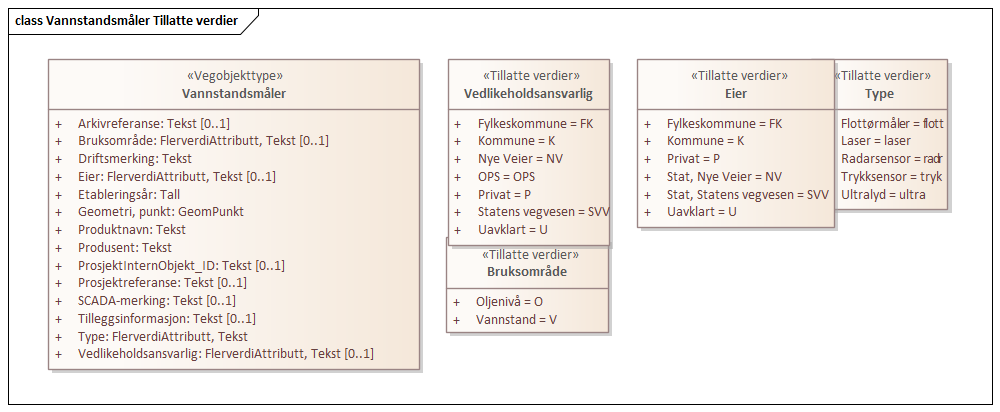 class Vannstandsmåler Tillatte verdier
«Vegobjekttype»
Vannstandsmåler
+ Arkivreferanse: Tekst [0..1]
+ Bruksområde: FlerverdiAttributt, Tekst [0..1]
+ Driftsmerking: Tekst
+ Eier: FlerverdiAttributt, Tekst [0..1]
+ Etableringsår: Tall
+ Geometri, punkt: GeomPunkt
+ Produktnavn: Tekst
+ Produsent: Tekst
+ ProsjektInternObjekt_ID: Tekst [0..1]
+ Prosjektreferanse: Tekst [0..1]
+ SCADA-merking: Tekst [0..1]
+ Tilleggsinformasjon: Tekst [0..1]
+ Type: FlerverdiAttributt, Tekst
+ Vedlikeholdsansvarlig: FlerverdiAttributt, Tekst [0..1]
«Tillatte verdier»
Vedlikeholdsansvarlig
+ Fylkeskommune = FK
+ Kommune = K
+ Nye Veier = NV
+ OPS = OPS
+ Privat = P
+ Statens vegvesen = SVV
+ Uavklart = U
«Tillatte verdier»
Bruksområde
+ Oljenivå = O
+ Vannstand = V
«Tillatte verdier»
Eier
+ Fylkeskommune = FK
+ Kommune = K
+ Privat = P
+ Stat, Nye Veier = NV
+ Stat, Statens vegvesen = SVV
+ Uavklart = U
«Tillatte verdier»
Type
Flottørmåler = flott
Laser = laser
Radarsensor = radr
Trykksensor = tryk
Ultralyd = ultra